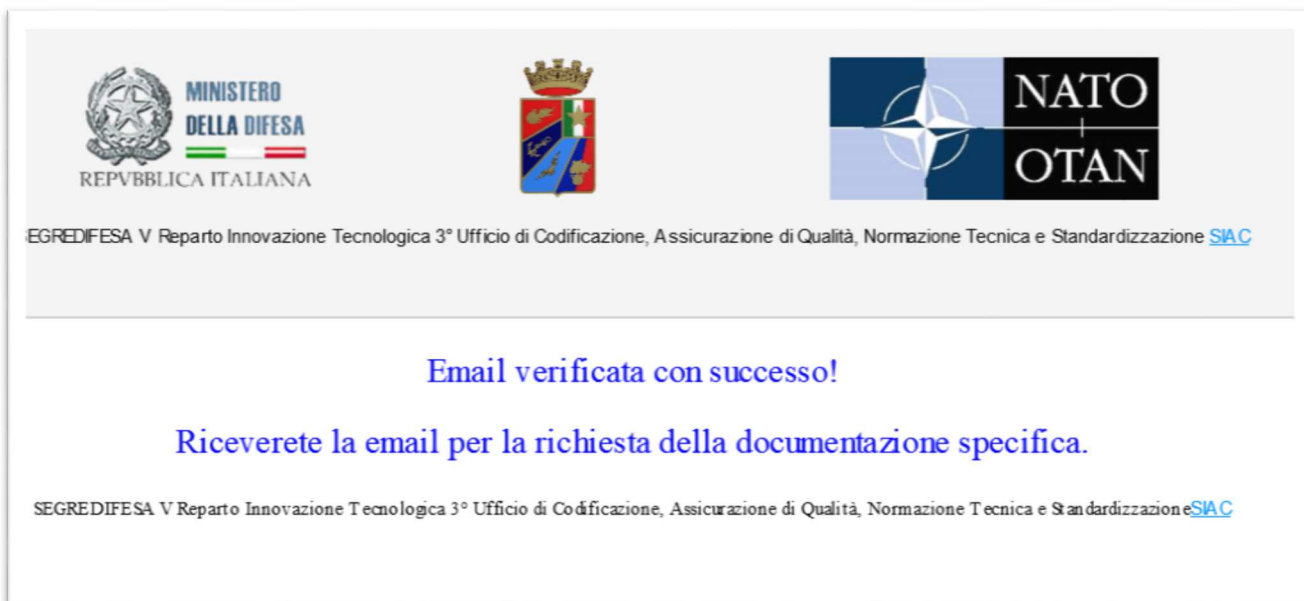 MINISTERO
DELLA DIFESA
REPVBBLICA ITALIANA
NATO
OTAN
EGREDIFESA V Reparto Innovazione Tecnologica 3° Ufficio di Codificazione, Assicurazione di Qualità, Normazione Tecnica e Standardizzazione SIAC
Email verificata con successo!
Riceverete la email per la richiesta della documentazione specifica.
SEGREDIFESA V Reparto Innovazione Tecnologica 3° Ufficio di Codificazione, Assicurazione di Qualità, Normazione Tecnica e StandardizzazioneSIAC